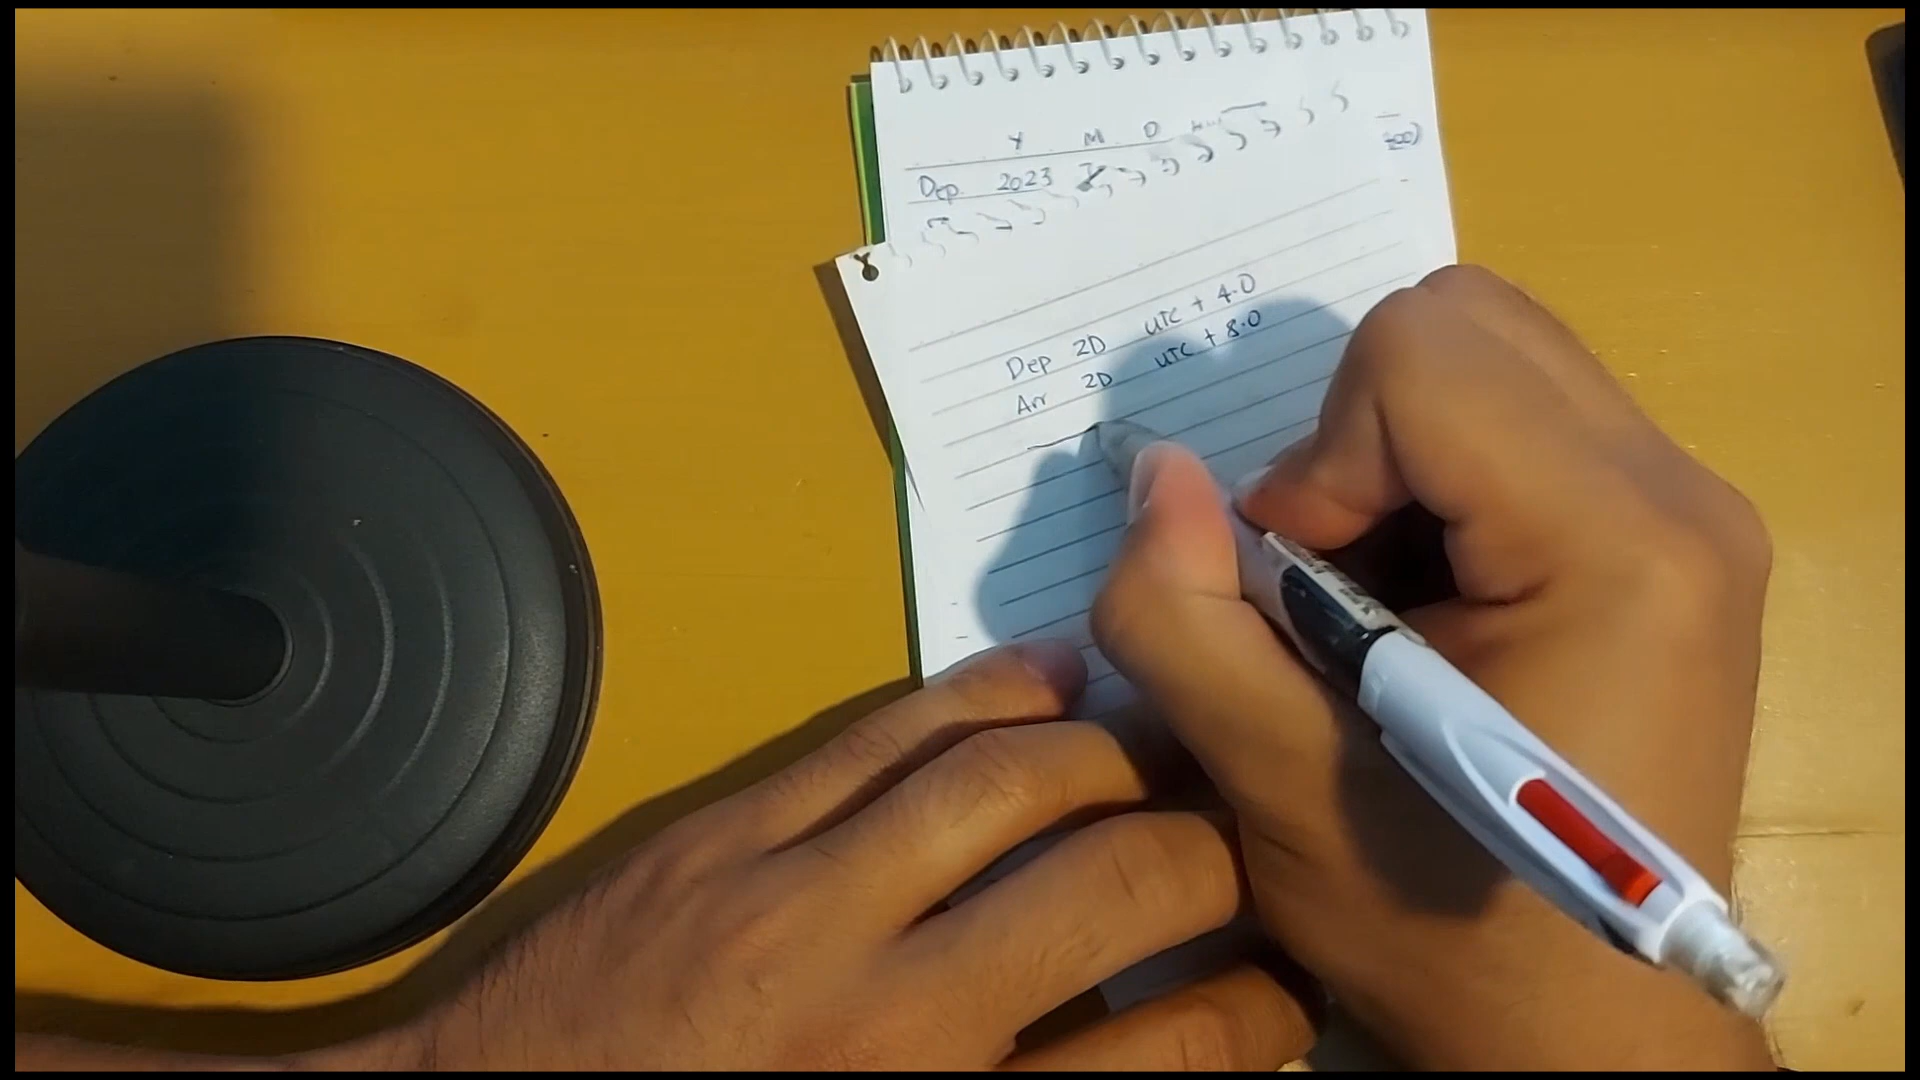 Y M D
Dep. 2023
Dep 2D UTC + 4.0
Arr 2D UTC + 8.0